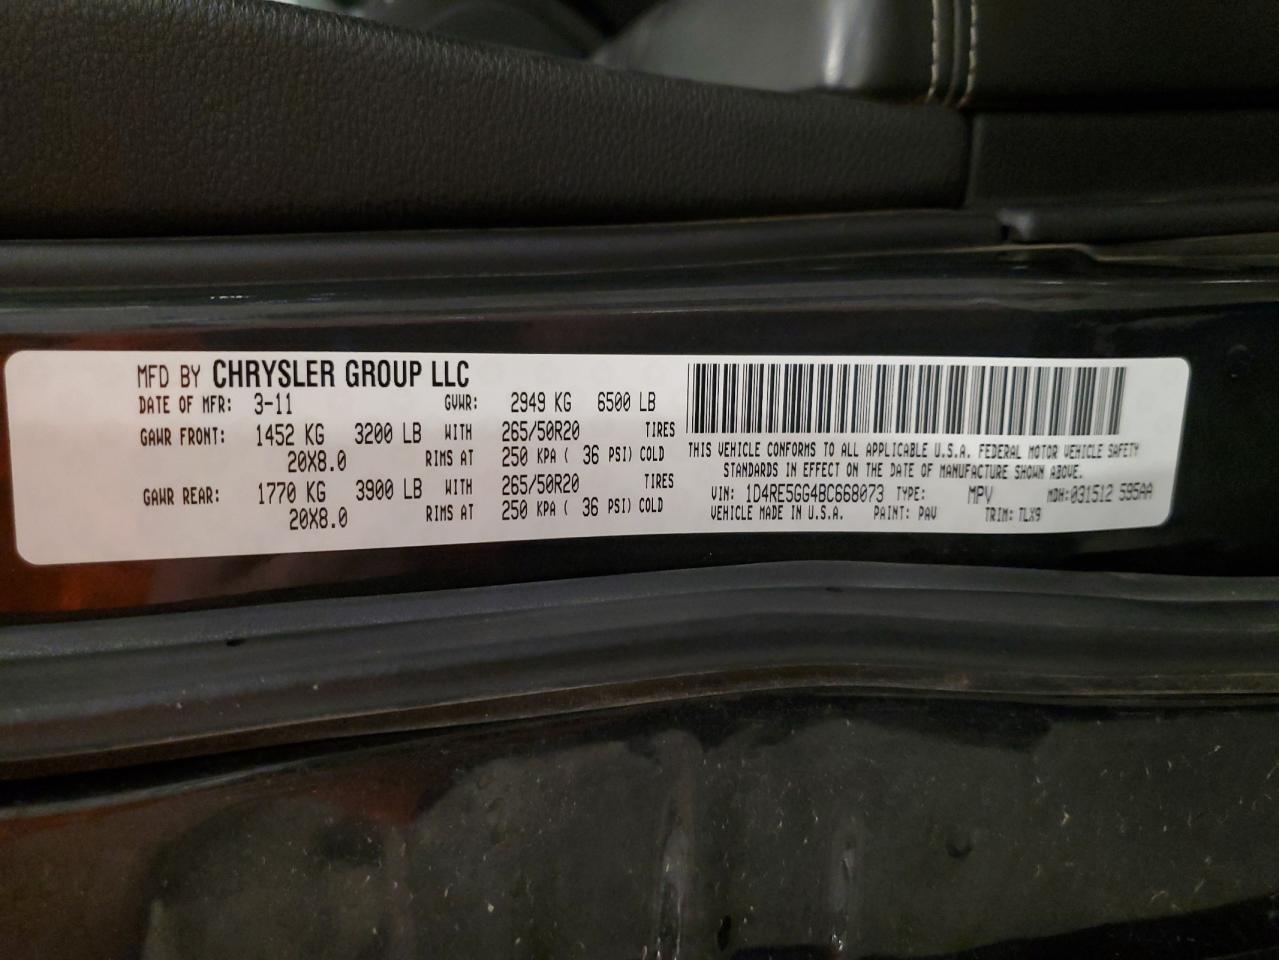 MFD BY CHRYSLER GROUP LLC
DATE OF MFR: 3-11 GVWR: 2949 KG 6500 LB
GAWR FRONT: 1452 KG 3200 LB WITH 265/50R20 TIRES
20X8.0 RIMS AT 250 KPA ( 36 PSI) COLD
GAWR REAR: 1770 KG 3900 LB WITH 265/50R20 TIRES
20X8.0 RIMS AT 250 KPA ( 36 PSI) COLD
THIS VEHICLE CONFORMS TO ALL APPLICABLE U.S.A. FEDERAL MOTOR VEHICLE SAFETY
STANDARDS IN EFFECT ON THE DATE OF MANUFACTURE SHOWN ABOVE.
VIN: 1D4RE5GG4BC668073 TYPE: MPV MDH:031512 595AA
VEHICLE MADE IN U.S.A. PAINT: PAV TRIM: TLX9